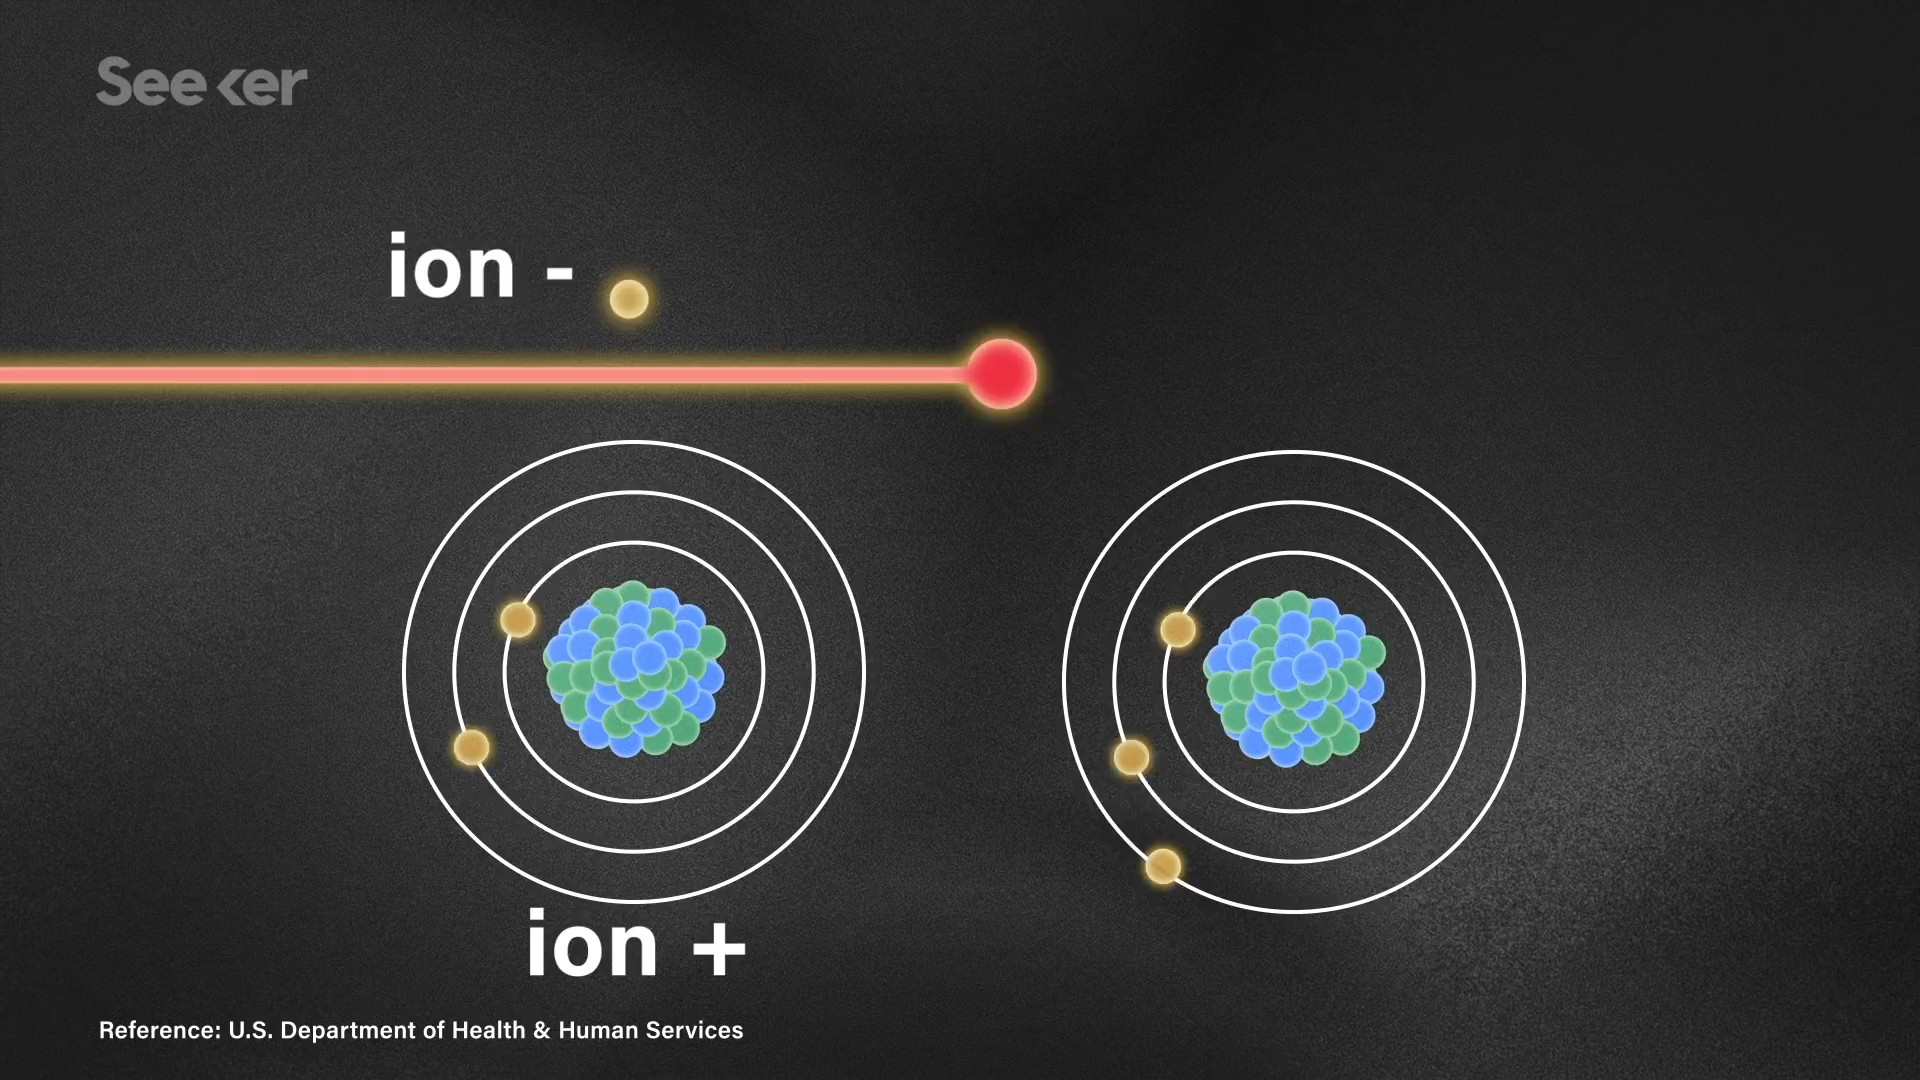 Seeker
ion -
ion +
Reference: U.S. Department of Health & Human Services